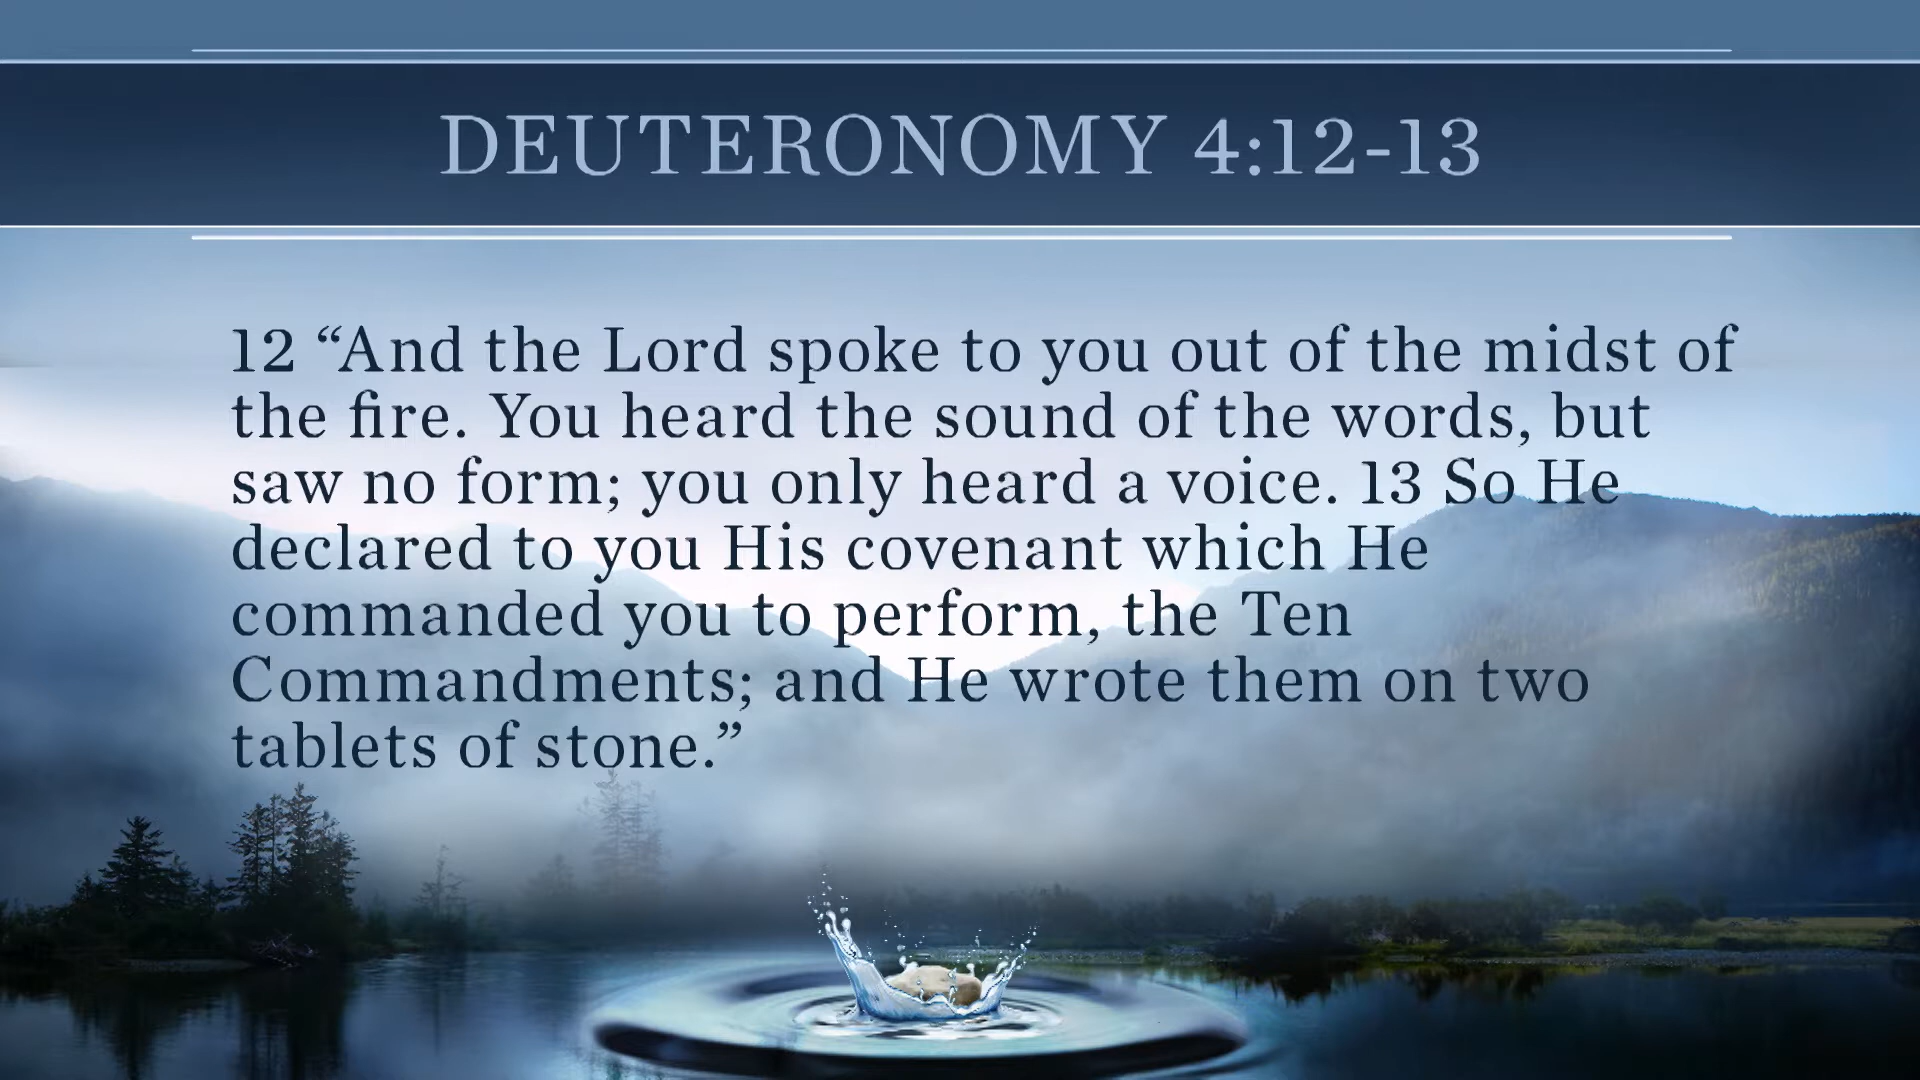 DEUTERONOMY 4:12-13
12 “And the Lord spoke to you out of the midst of
the fire. You heard the sound of the words, but
saw no form; you only heard a voice. 13 So He
declared to you His covenant which He
commanded you to perform, the Ten
Commandments; and He wrote them on two
tablets of stone.”